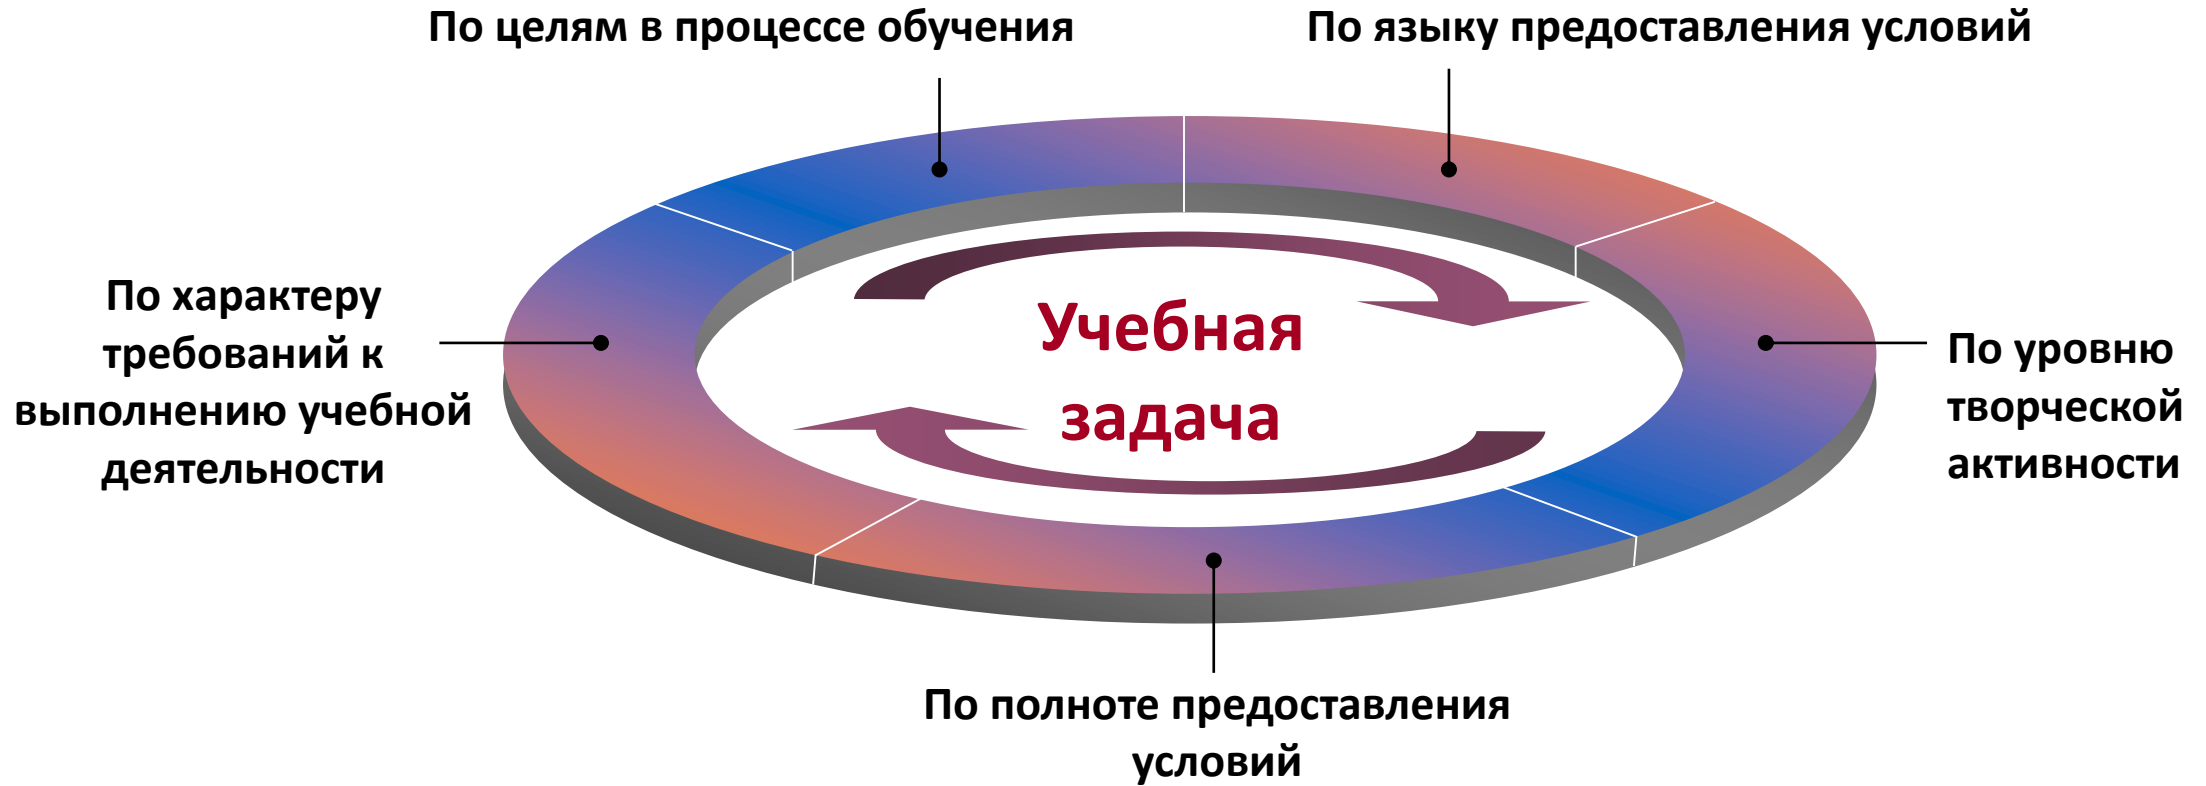 По целям в процессе обучения
По языку предоставления условий
По характеру
требований к
выполнению учебной
деятельности
Учебная
задача
По уровню
творческой
активности
По полноте предоставления
условий